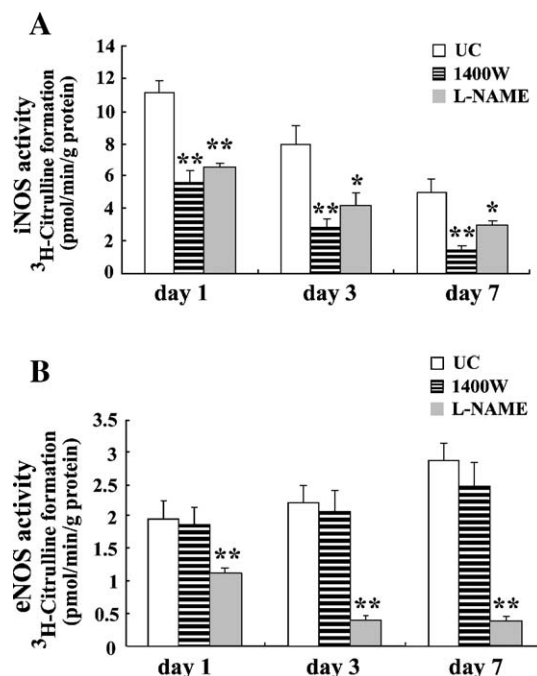 A
UC
1400W
L-NAME
iNOS activity
³H-Citrulline formation
(pmol/min/g protein)
14
12
10
8
6
4
2
0
** **
** *
** *
day 1 day 3 day 7
B
UC
1400W
L-NAME
eNOS activity
³H-Citrulline formation
(pmol/min/g protein)
3.5
3
2.5
2
1.5
1
0.5
0
**
**
**
day 1 day 3 day 7